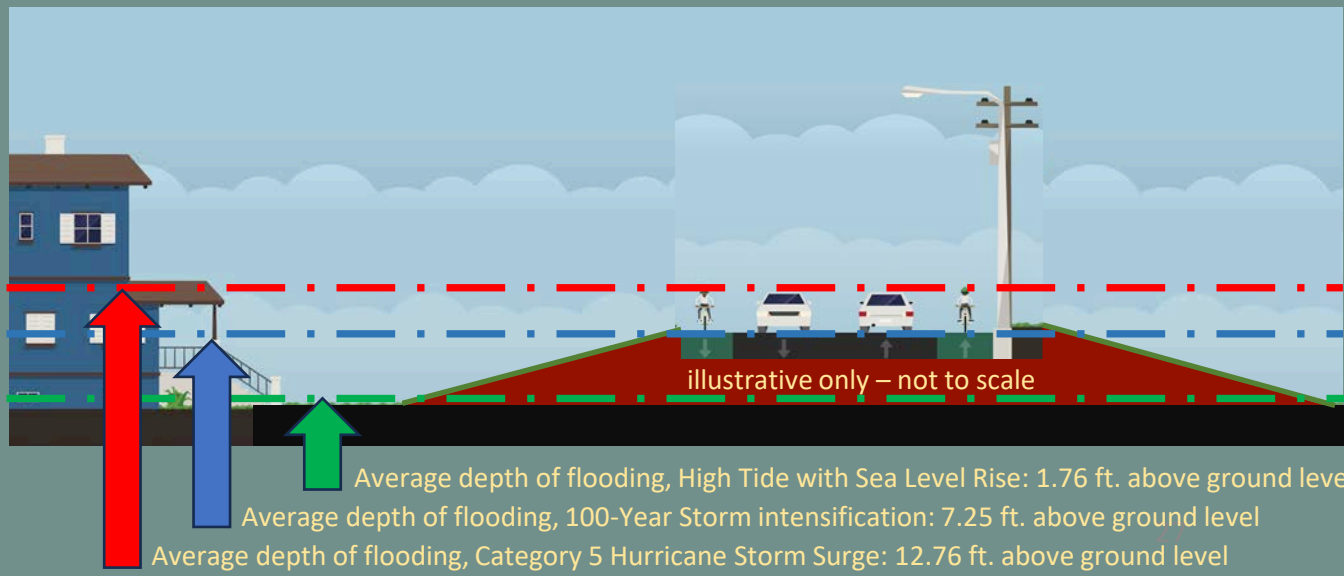 illustrative only – not to scale
Average depth of flooding, High Tide with Sea Level Rise: 1.76 ft. above ground leve
Average depth of flooding, 100-Year Storm intensification: 7.25 ft. above ground level
Average depth of flooding, Category 5 Hurricane Storm Surge: 12.76 ft. above ground level